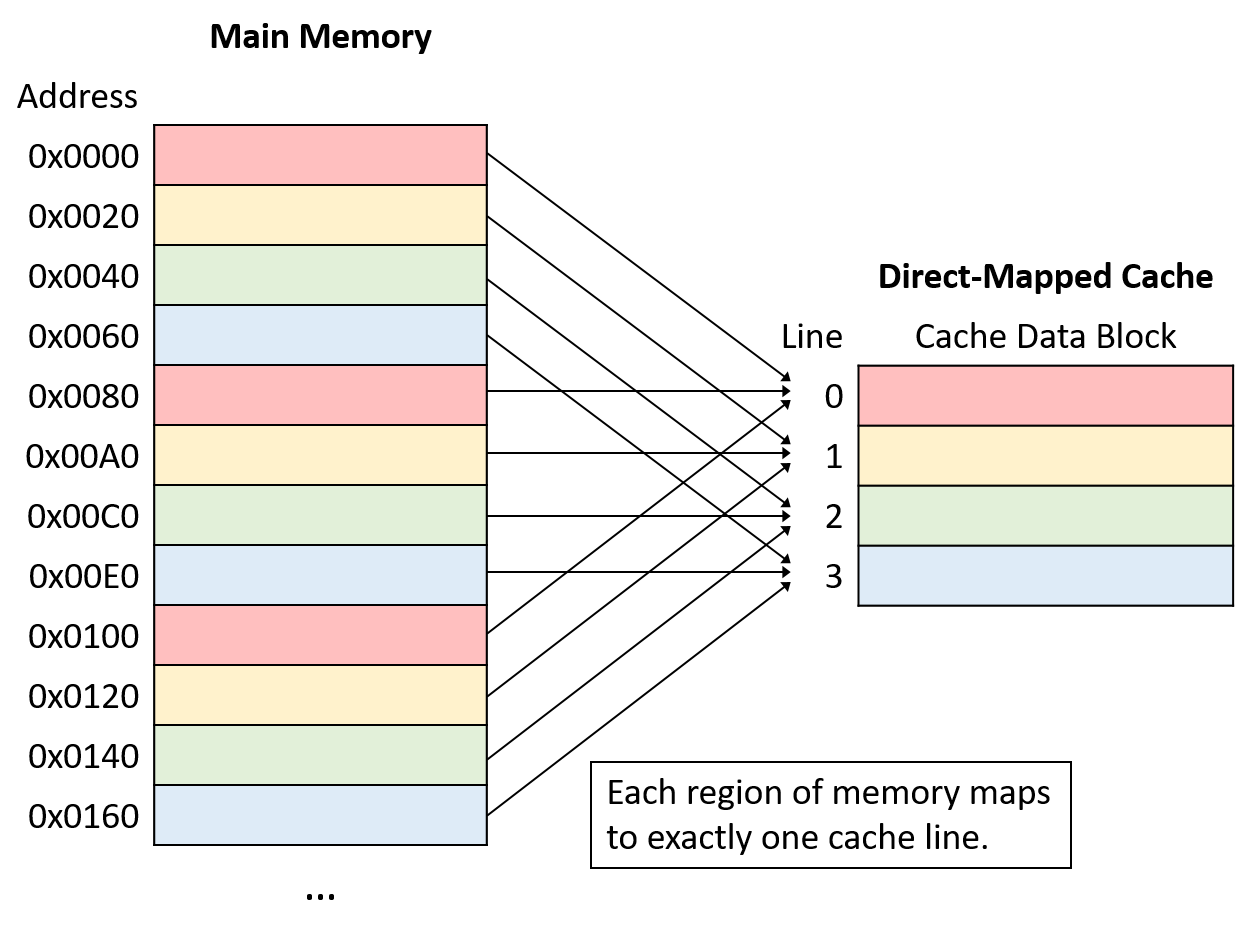 Main Memory
Address
0x0000
0x0020
0x0040
0x0060
0x0080
0x00A0
0x00C0
0x00E0
0x0100
0x0120
0x0140
0x0160
...
Direct-Mapped Cache
Line Cache Data Block
0
1
2
3
Each region of memory maps
to exactly one cache line.